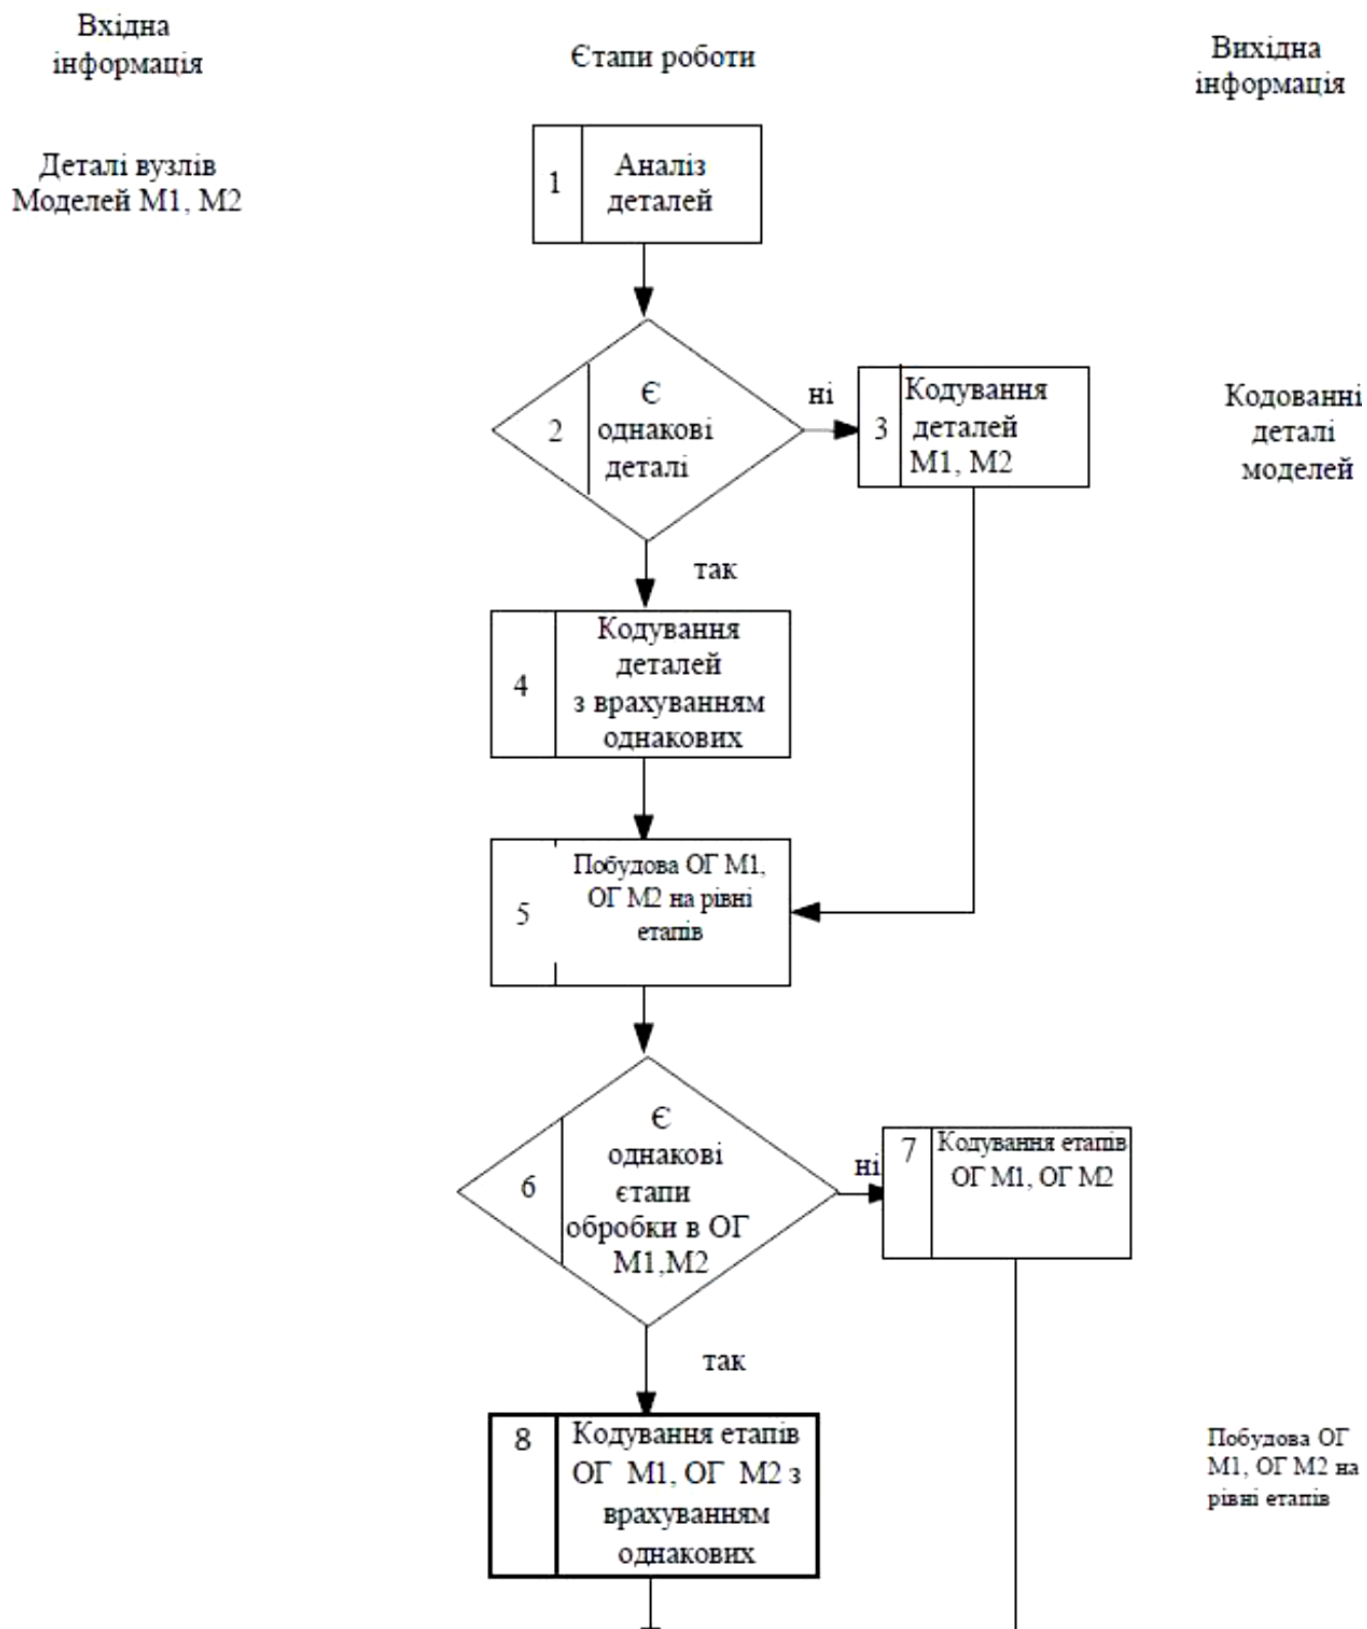 Вхідна
інформація
Єтапи роботи
Вихідна
інформація
Деталі вузлів
Моделей М1, М2
1
Аналіз
деталей
2
Є
однакові
деталі
ні
3
Кодування
деталей
М1, М2
Кодованні
деталі
моделей
так
4
Кодування
деталей
з врахуванням
однакових
5
Побудова ОГ М1,
ОГ М2 на рівні
етапів
6
Є
однакові
єтапи
обробки в ОГ
М1,М2
ні
7
Кодування етапів
ОГ М1, ОГ М2
так
8
Кодування етапів
ОГ М1, ОГ М2 з
врахуванням
однакових
Побудова ОГ
М1, ОГ М2 на
рівні етапів